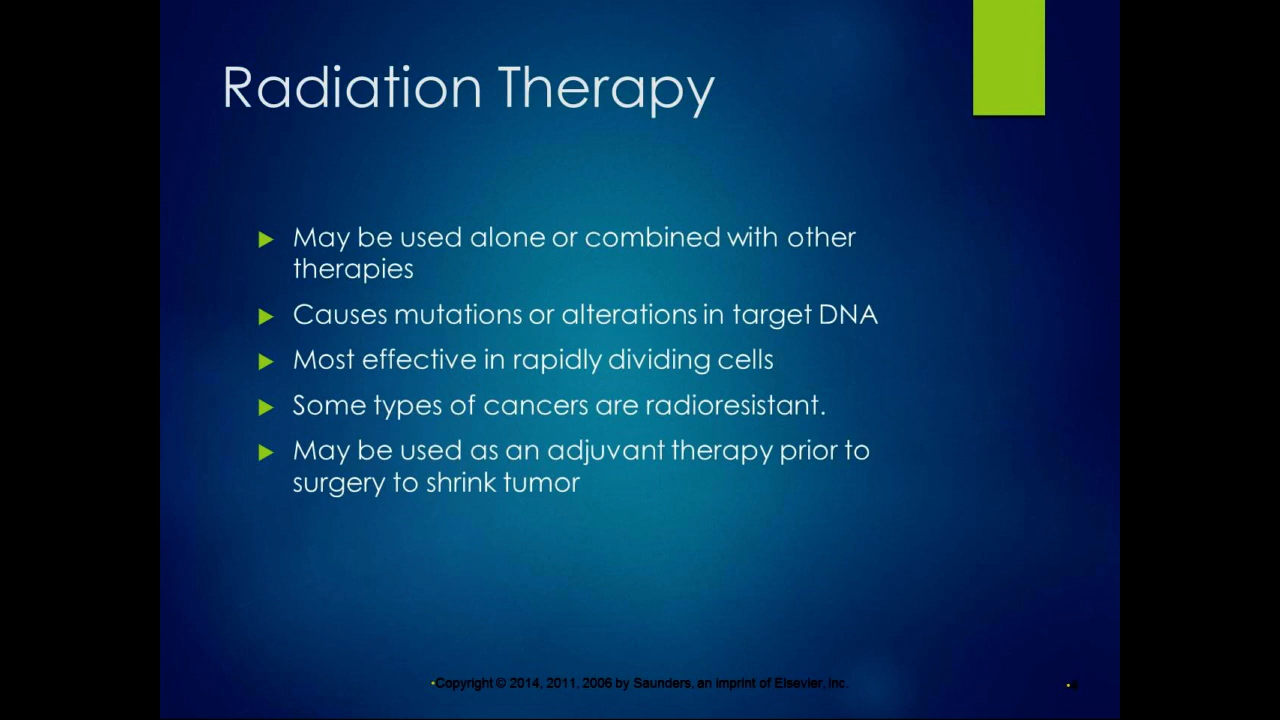 Radiation Therapy
May be used alone or combined with other
therapies
Causes mutations or alterations in target DNA
Most effective in rapidly dividing cells
Some types of cancers are radioresistant.
May be used as an adjuvant therapy prior to
surgery to shrink tumor
•Copyright © 2014, 2011, 2006 by Saunders, an imprint of Elsevier, Inc.